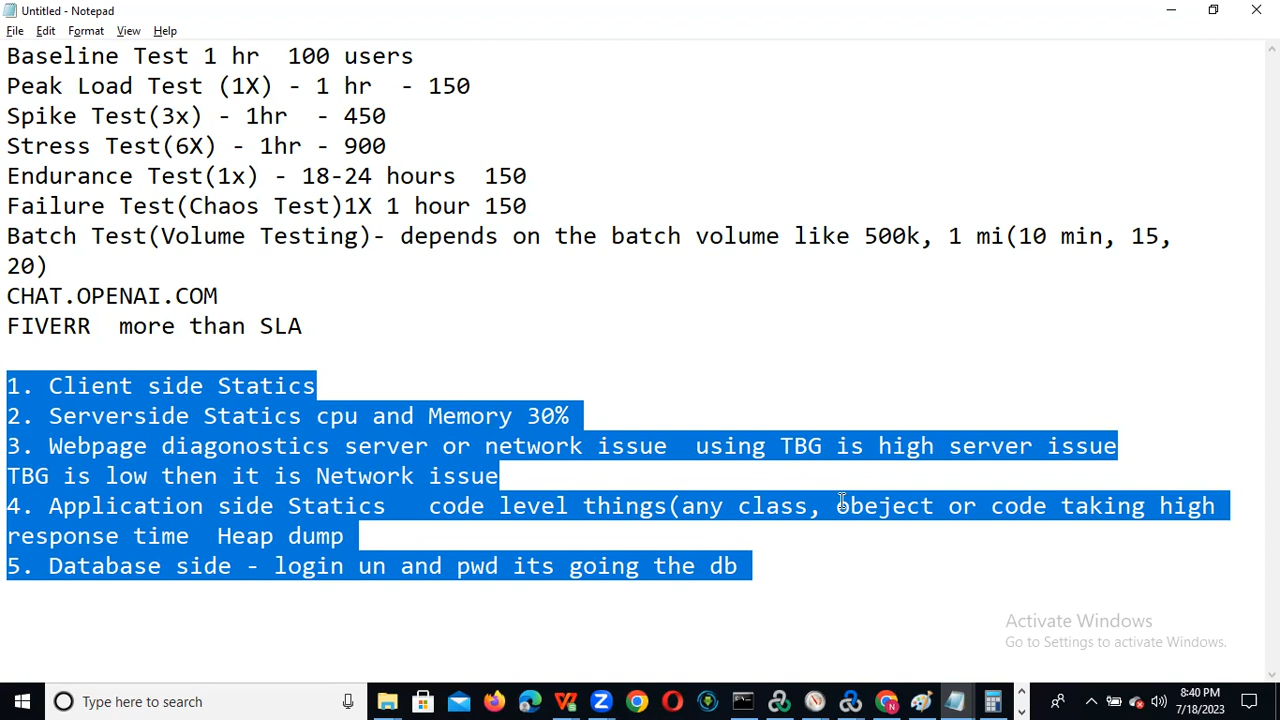 Untitled - Notepad
File Edit Format View Help
Baseline Test 1 hr  100 users
Peak Load Test (1X) - 1 hr  - 150
Spike Test(3x) - 1hr  - 450
Stress Test(6X) - 1hr - 900
Endurance Test(1x) - 18-24 hours  150
Failure Test(Chaos Test)1X 1 hour 150
Batch Test(Volume Testing)- depends on the batch volume like 500k, 1 mi(10 min, 15,
20)
CHAT.OPENAI.COM
FIVERR  more than SLA
1. Client side Statics
2. Serverside Statics cpu and Memory 30%
3. Webpage diagonostics server or network issue  using TBG is high server issue
TBG is low then it is Network issue
4. Application side Statics   code level things(any class, obeject or code taking high
response time  Heap dump
5. Database side - login un and pwd its going the db
Activate Windows
Go to Settings to activate Windows.
Type here to search
8:40 PM
7/18/2023